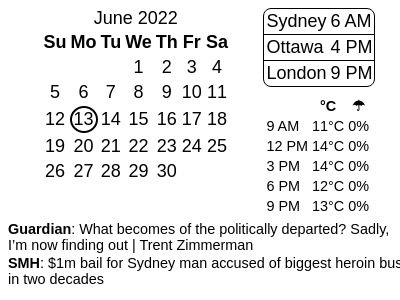 June 2022
Su Mo Tu We Th Fr Sa
1 2 3 4
5 6 7 8 9 10 11
12 13 14 15 16 17 18
19 20 21 22 23 24 25
26 27 28 29 30
Sydney 6 AM
Ottawa 4 PM
London 9 PM
°C ☂
9 AM 11°C 0%
12 PM 14°C 0%
3 PM 14°C 0%
6 PM 12°C 0%
9 PM 13°C 0%
Guardian: What becomes of the politically departed? Sadly,
I'm now finding out | Trent Zimmerman
SMH: $1m bail for Sydney man accused of biggest heroin bus
in two decades